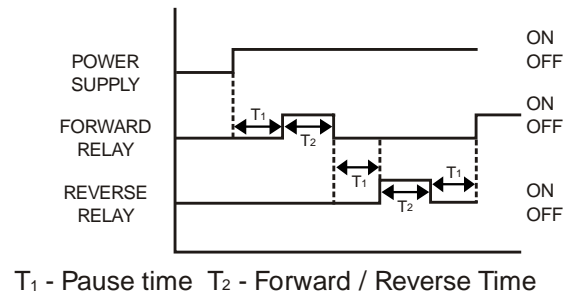 POWER
SUPPLY
ON
OFF
FORWARD
RELAY
T₁
T₂
ON
OFF
T₁
REVERSE
RELAY
T₂
T₁
ON
OFF
T₁ - Pause time T₂ - Forward / Reverse Time